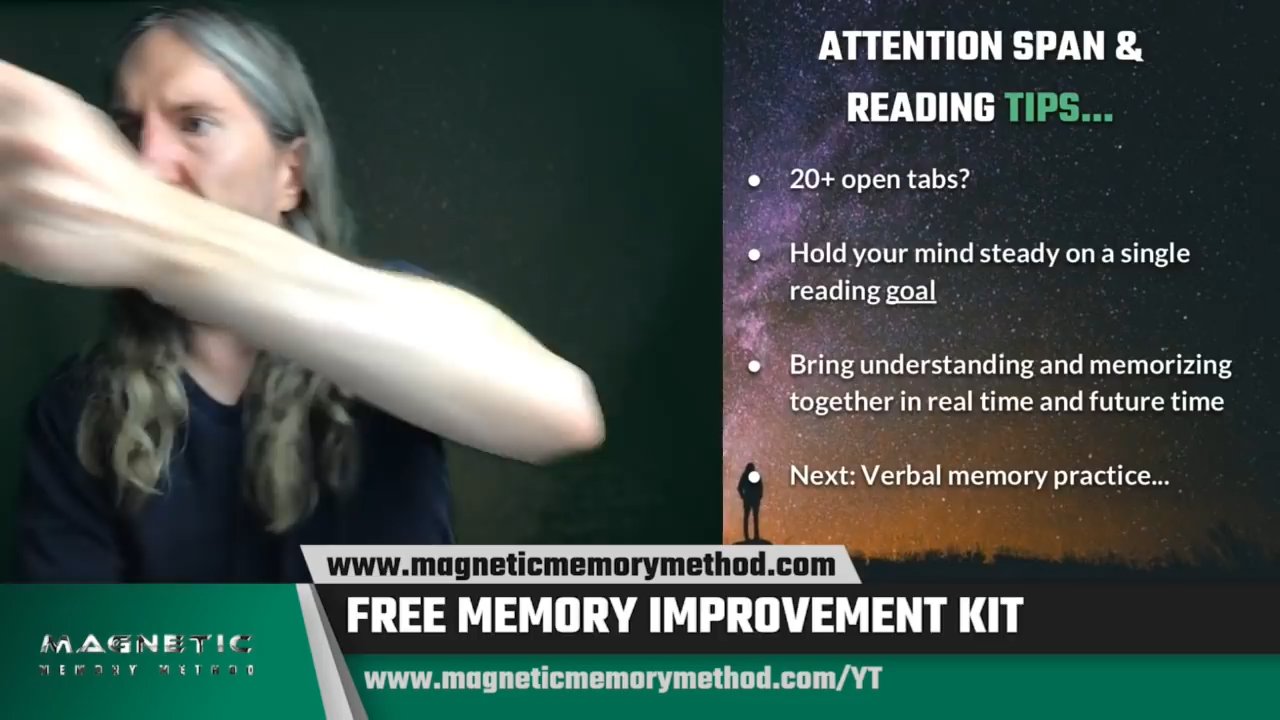 ATTENTION SPAN &
READING TIPS...
20+ open tabs?
Hold your mind steady on a single
reading goal
Bring understanding and memorizing
together in real time and future time
Next: Verbal memory practice...
www.magneticmemorymethod.com
FREE MEMORY IMPROVEMENT KIT
MAGNETIC
MEMORY METHOD
www.magneticmemorymethod.com/YT